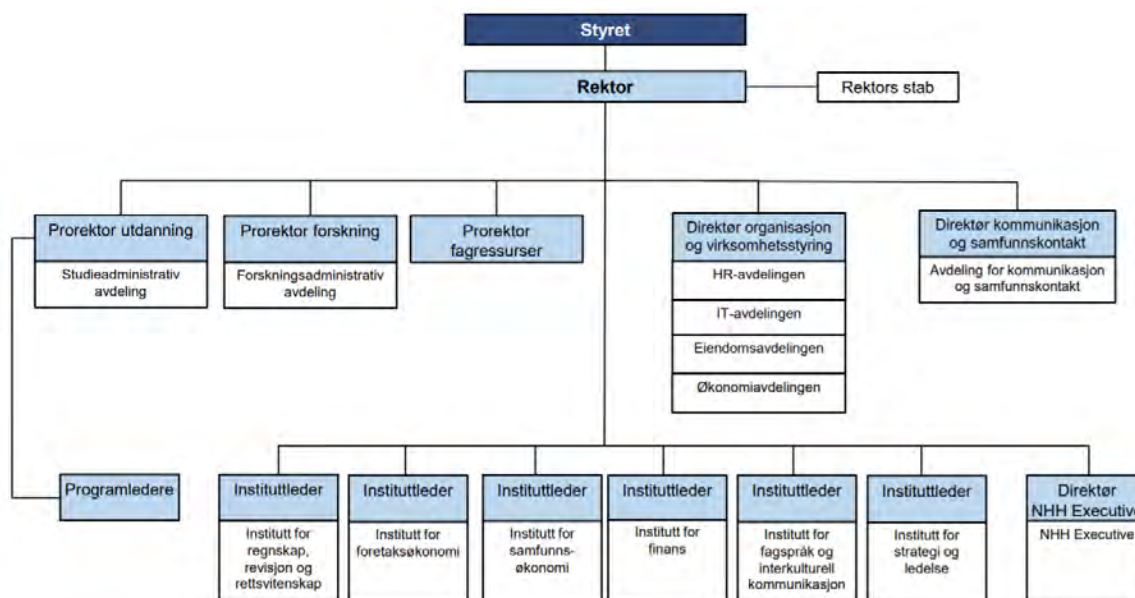 Styret
Rektor
Rektors stab
Prorektor utdanning
Studieadministrativ
avdeling
Prorektor forskning
Forskningsadministrativ
avdeling
Prorektor
fagressurser
Direktør organisasjon
og virksomhetsstyring
HR-avdelingen
IT-avdelingen
Eiendomsavdelingen
Økonomiavdelingen
Direktør kommunikasjon
og samfunnskontakt
Avdeling for kommunikasjon
og samfunnskontakt
Programledere
Instituttleder
Institutt for
regnskap,
revisjon og
rettsvitenskap
Instituttleder
Institutt for
foretaksøkonomi
Instituttleder
Institutt for
samfunns-
økonomi
Instituttleder
Institutt for
finans
Instituttleder
Institutt for
fagspråk og
interkulturell
kommunikasjon
Instituttleder
Institutt for
strategi og
ledelse
Direktør
NHH Executive
NHH Executive